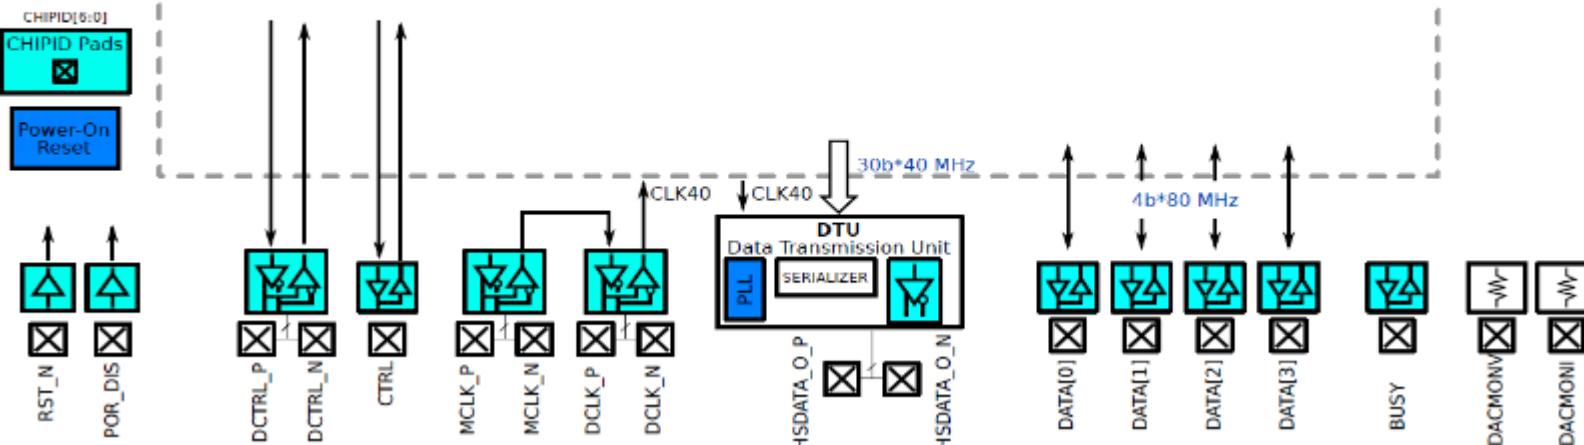 CHIPID[6:0]
CHIPID Pads
Power-On
Reset
30b*40 MHz
CLK40
CLK40
4b*80 MHz
DTU
Data Transmission Unit
PLL
SERIALIZER
RST_N
POR_DIS
DCTRL_P
DCTRL_N
CTRL
MCLK_P
MCLK_N
DCLK_P
DCLK_N
HSDATA_O_P
HSDATA_O_N
DATA[0]
DATA[1]
DATA[2]
DATA[3]
BUSY
DACMONV
DACMONI